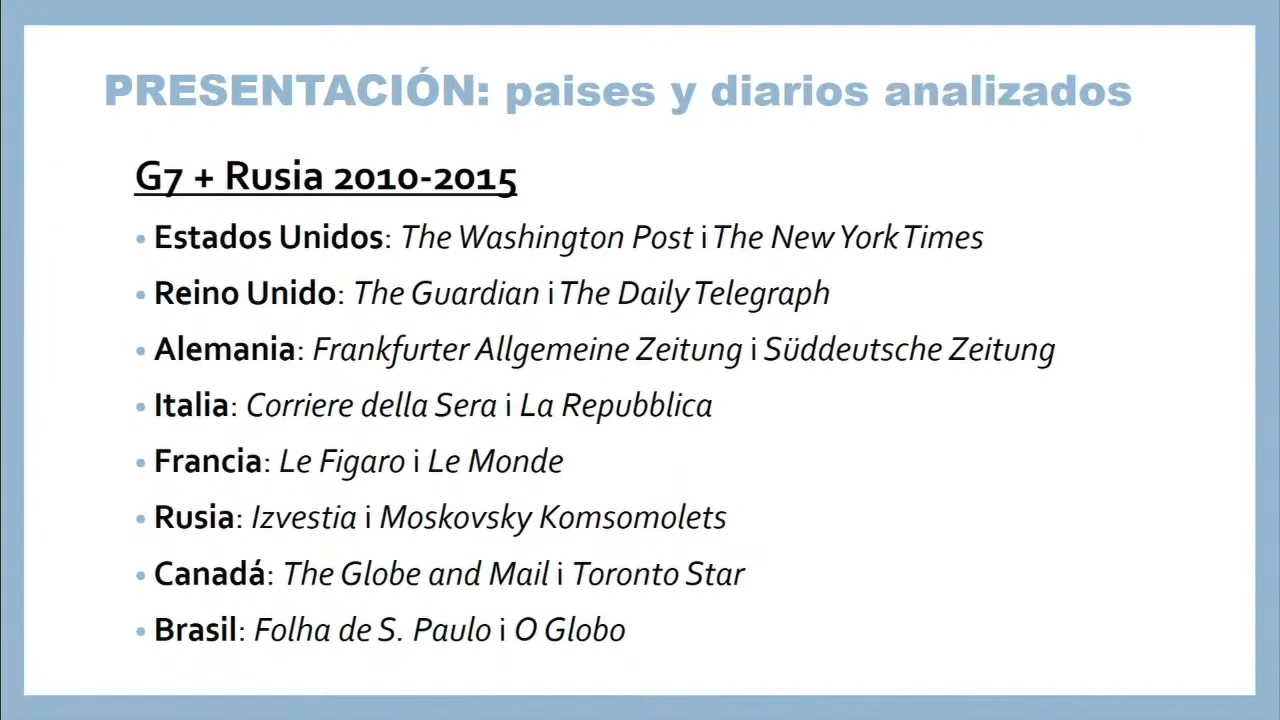 PRESENTACIÓN: paises y diarios analizados
G7 + Rusia 2010-2015
• Estados Unidos: The Washington Post i The New York Times
• Reino Unido: The Guardian i The Daily Telegraph
• Alemania: Frankfurter Allgemeine Zeitung i Süddeutsche Zeitung
• Italia: Corriere della Sera i La Repubblica
• Francia: Le Figaro i Le Monde
• Rusia: Izvestia i Moskovsky Komsomolets
• Canadá: The Globe and Mail i Toronto Star
• Brasil: Folha de S. Paulo i O Globo